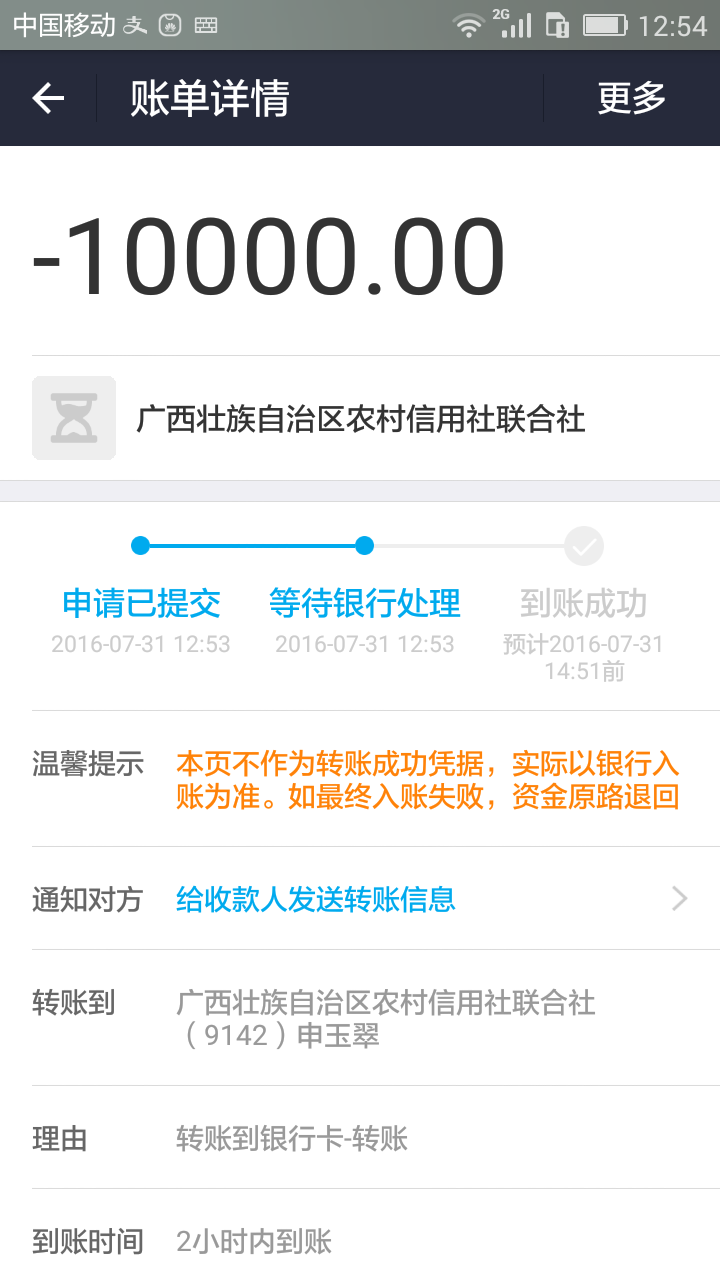 中国移动 2G 12:54
账单详情 更多
-10000.00
广西壮族自治区农村信用社联合社
申请已提交 等待银行处理 到账成功
2016-07-31 12:53 2016-07-31 12:53 预计2016-07-31
14:51前
温馨提示 本页不作为转账成功凭据，实际以银行入
账为准。如最终入账失败，资金原路退回
通知对方 给收款人发送转账信息
转账到 广西壮族自治区农村信用社联合社
（9142）申玉翠
理由 转账到银行卡-转账
到账时间 2小时内到账